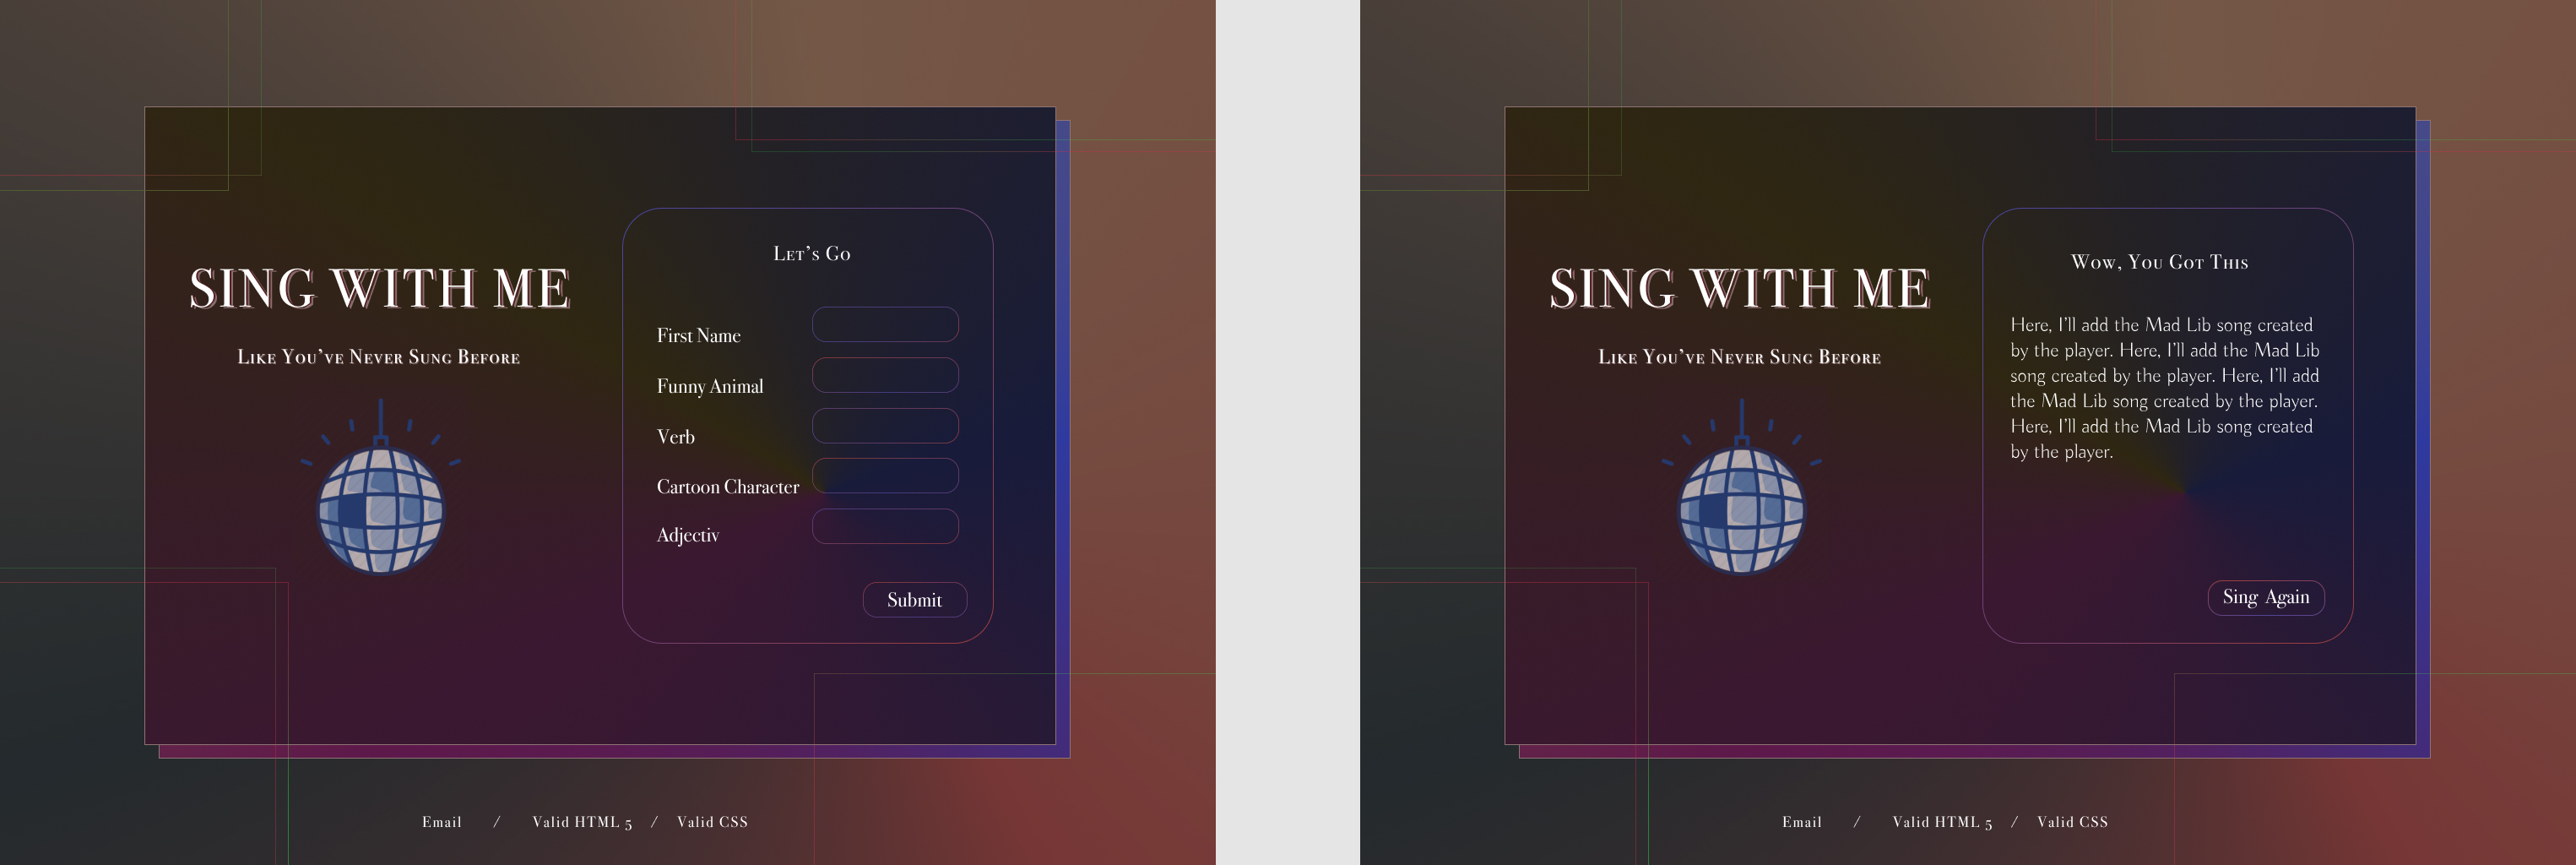 SING WITH ME
Like You’ve Never Sung Before
Let’s Go
First Name
Funny Animal
Verb
Cartoon Character
Adjectiv
Submit
Email / Valid HTML 5 / Valid CSS
SING WITH ME
Like You’ve Never Sung Before
Wow, You Got This
Here, I’ll add the Mad Lib song created
by the player. Here, I’ll add the Mad Lib
song created by the player. Here, I’ll add
the Mad Lib song created by the player.
Here, I’ll add the Mad Lib song created
by the player.
Sing Again
Email / Valid HTML 5 / Valid CSS